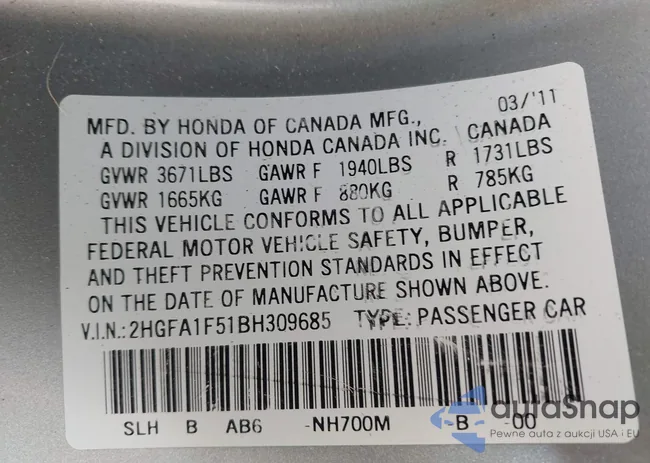 03/'11
MFD. BY HONDA OF CANADA MFG.,
A DIVISION OF HONDA CANADA INC. CANADA
GVWR 3671LBS GAWR F 1940LBS R 1731LBS
GVWR 1665KG GAWR F 880KG R 785KG
THIS VEHICLE CONFORMS TO ALL APPLICABLE
FEDERAL MOTOR VEHICLE SAFETY, BUMPER,
AND THEFT PREVENTION STANDARDS IN EFFECT
ON THE DATE OF MANUFACTURE SHOWN ABOVE.
V.I.N.:2HGFA1F51BH309685 TYPE: PASSENGER CAR
SLH B AB6 -NH700M -B -00
autaSnap
Pewne auta z aukcji USA i EU